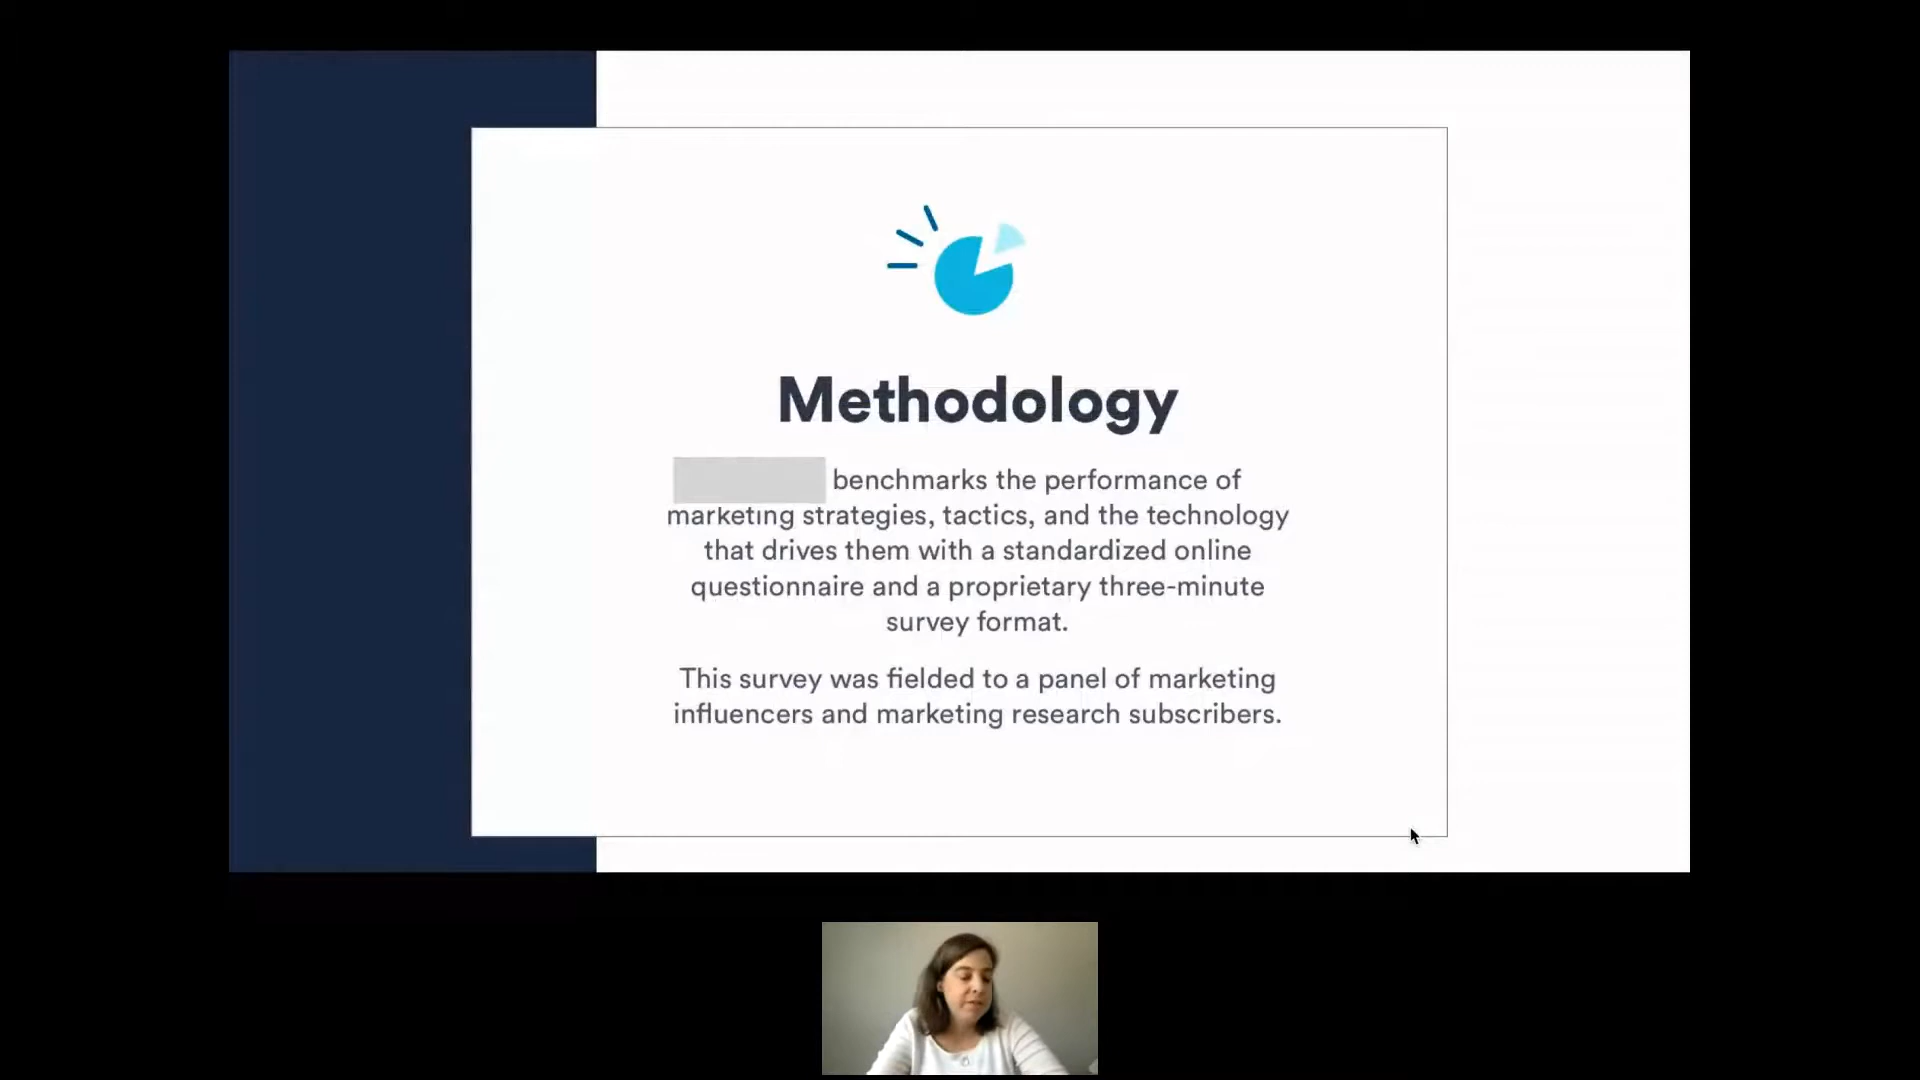 Methodology
benchmarks the performance of
marketing strategies, tactics, and the technology
that drives them with a standardized online
questionnaire and a proprietary three-minute
survey format.
This survey was fielded to a panel of marketing
influencers and marketing research subscribers.